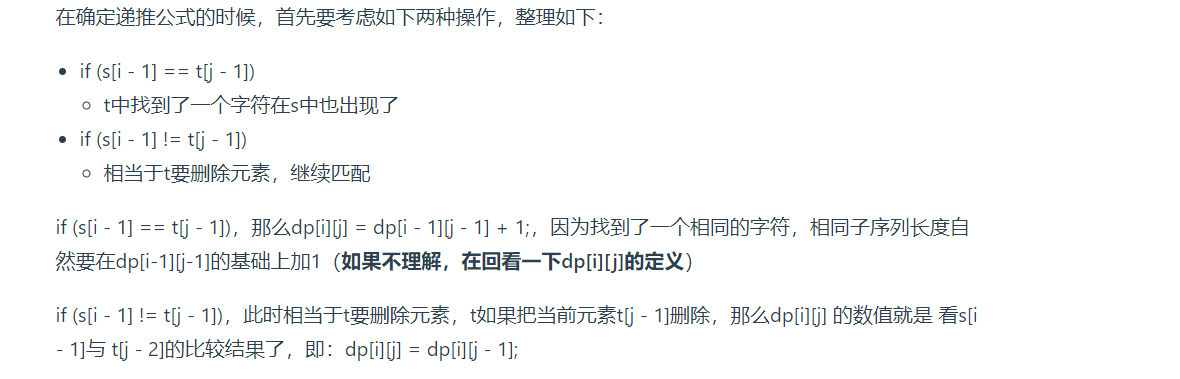 在确定递推公式的时候，首先要考虑如下两种操作，整理如下：
• if (s[i - 1] == t[j - 1])
◦ t中找到了一个字符在s中也出现了
• if (s[i - 1] != t[j - 1])
◦ 相当于t要删除元素，继续匹配
if (s[i - 1] == t[j - 1])，那么dp[i][j] = dp[i - 1][j - 1] + 1;，因为找到了一个相同的字符，相同子序列长度自
然要在dp[i-1][j-1]的基础上加1（如果不理解，在回看一下dp[i][j]的定义）
if (s[i - 1] != t[j - 1])，此时相当于t要删除元素，t如果把当前元素t[j - 1]删除，那么dp[i][j] 的数值就是 看s[i
- 1]与 t[j - 2]的比较结果了，即：dp[i][j] = dp[i][j - 1];